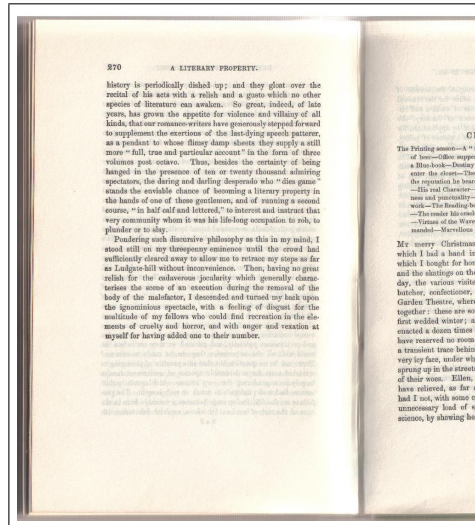 270
A LITERARY PROPERTY.
history is periodically dished up; and they gloat over the
recital of his acts with a relish and a gusto which no other
species of literature can awaken. So great, indeed, of late
years, has grown the appetite for violence and villainy of all
kinds, that our romance-writers have generously stepped forward
to supplement the exertions of the last-dying speech patterer,
as a pendant to whose flimsy damp sheets they supply a still
more “full, true and particular account” in the form of three
volumes post octavo. Thus, besides the certainty of being
hanged in the presence of ten or twenty thousand admiring
spectators, the daring and darling desperado who “dies game”
stands the enviable chance of becoming a literary property in
the hands of one of those gentlemen, and of running a second
course, “in half calf and lettered,” to interest and instruct that
very community whom it was his life-long occupation to rob, to
plunder or to slay.
Pondering such discursive philosophy as this in my mind, I
stood still on my threepenny eminence until the crowd had
sufficiently cleared away to allow me to retrace my steps as far
as Ludgate-hill without inconvenience. Then, having no great
relish for the cadaverous jocularity which generally charac-
terises the scene of an execution during the removal of the
body of the malefactor, I descended and turned my back upon
the ignominious spectacle, with a feeling of disgust for the
multitude of my fellows who could find recreation in the ele-
ments of cruelty and horror, and with anger and vexation at
myself for having added one to their number.
The Printing season—A “
of beer—Office supper
a Blue-book—Destiny
enter the closet—The
the reputation he bear
—His real Character
ness and punctuality—
work—The Reading-bo
—The reader his cradl
—Virtues of the Wave
manded—Marvellous
MY merry Christmas
which I had a hand in
which I bought for hom
and the skatings on the
day, the various visite
butcher, confectioner,
Garden Theatre, where
together: these are so
first wedded winter; a
enacted a dozen times
have reserved no room
a transient trace behin
very icy face, under wh
sprung up in the streets
of their woes. Ellen,
have relieved, as far a
had I not, with some c
unnecessary load of s
science, by showing he